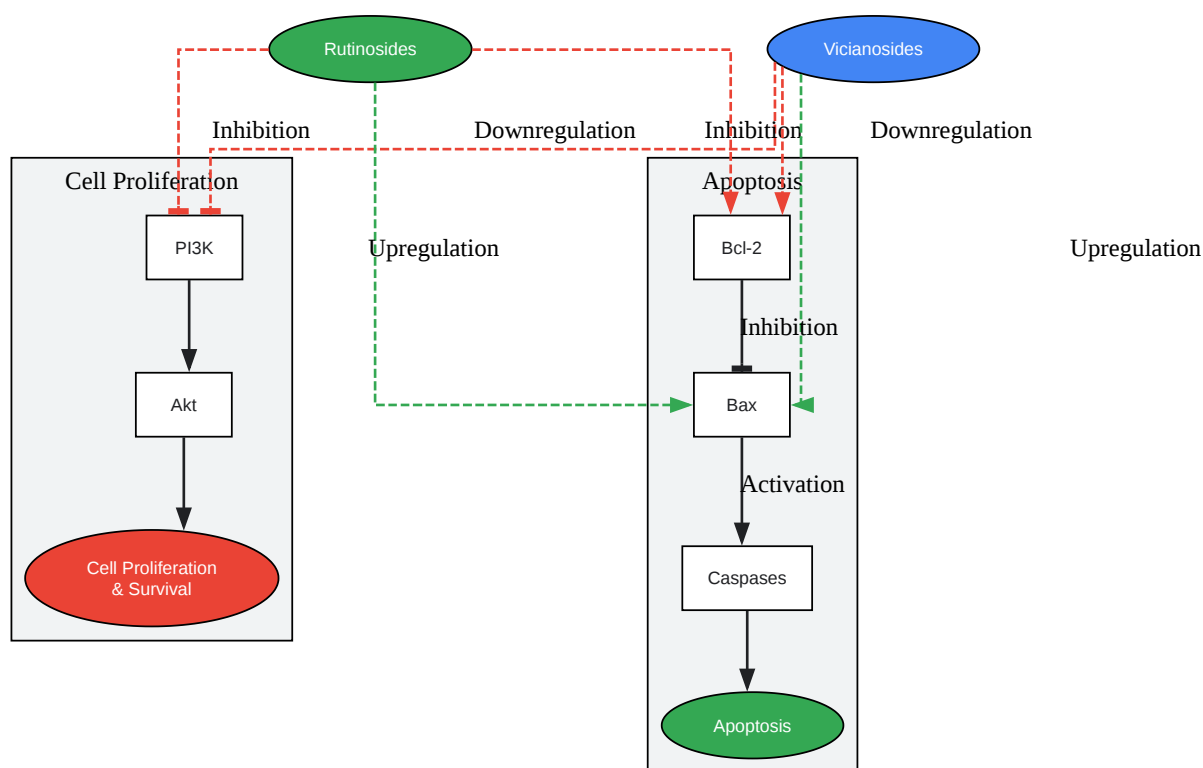 Rutinosides
Vicianosides
Inhibition
Downregulation
Inhibition
Downregulation
Cell Proliferation
Apoptosis
PI3K
Upregulation
Bcl-2
Upregulation
Inhibition
Akt
Bax
Activation
Cell Proliferation
& Survival
Caspases
Apoptosis